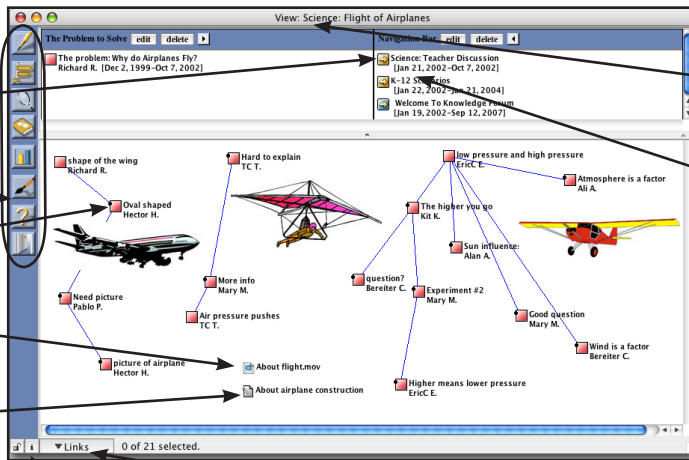 View: Science: Flight of Airplanes
The Problem to Solve edit delete
Navigation Bar edit delete
The problem: Why do Airplanes Fly?
Richard R. [Dec 2, 1999-Oct 7, 2002]
Science: Teacher Discussion
[Jan 21, 2002-Oct 7, 2002]
K-12 Scenarios
[Jan 22, 2002-Jan 21, 2004]
Welcome To Knowledge Forum
[Jan 19, 2002-Sep 12, 2007]
shape of the wing
Richard R.
Hard to explain
TC T.
low pressure and high pressure
EricC E.
Atmosphere is a factor
Ali A.
Oval shaped
Hector H.
The higher you go
Kit K.
Sun influence
Alan A.
More info
Mary M.
question?
Bereiter C.
Experiment #2
Mary M.
Need picture
Pablo P.
Air pressure pushes
TC T.
Good question
Mary M.
Wind is a factor
Bereiter C.
picture of airplane
Hector H.
About flight.mov
About airplane construction
Higher means lower pressure
EricC E.
i
Links
0 of 21 selected.